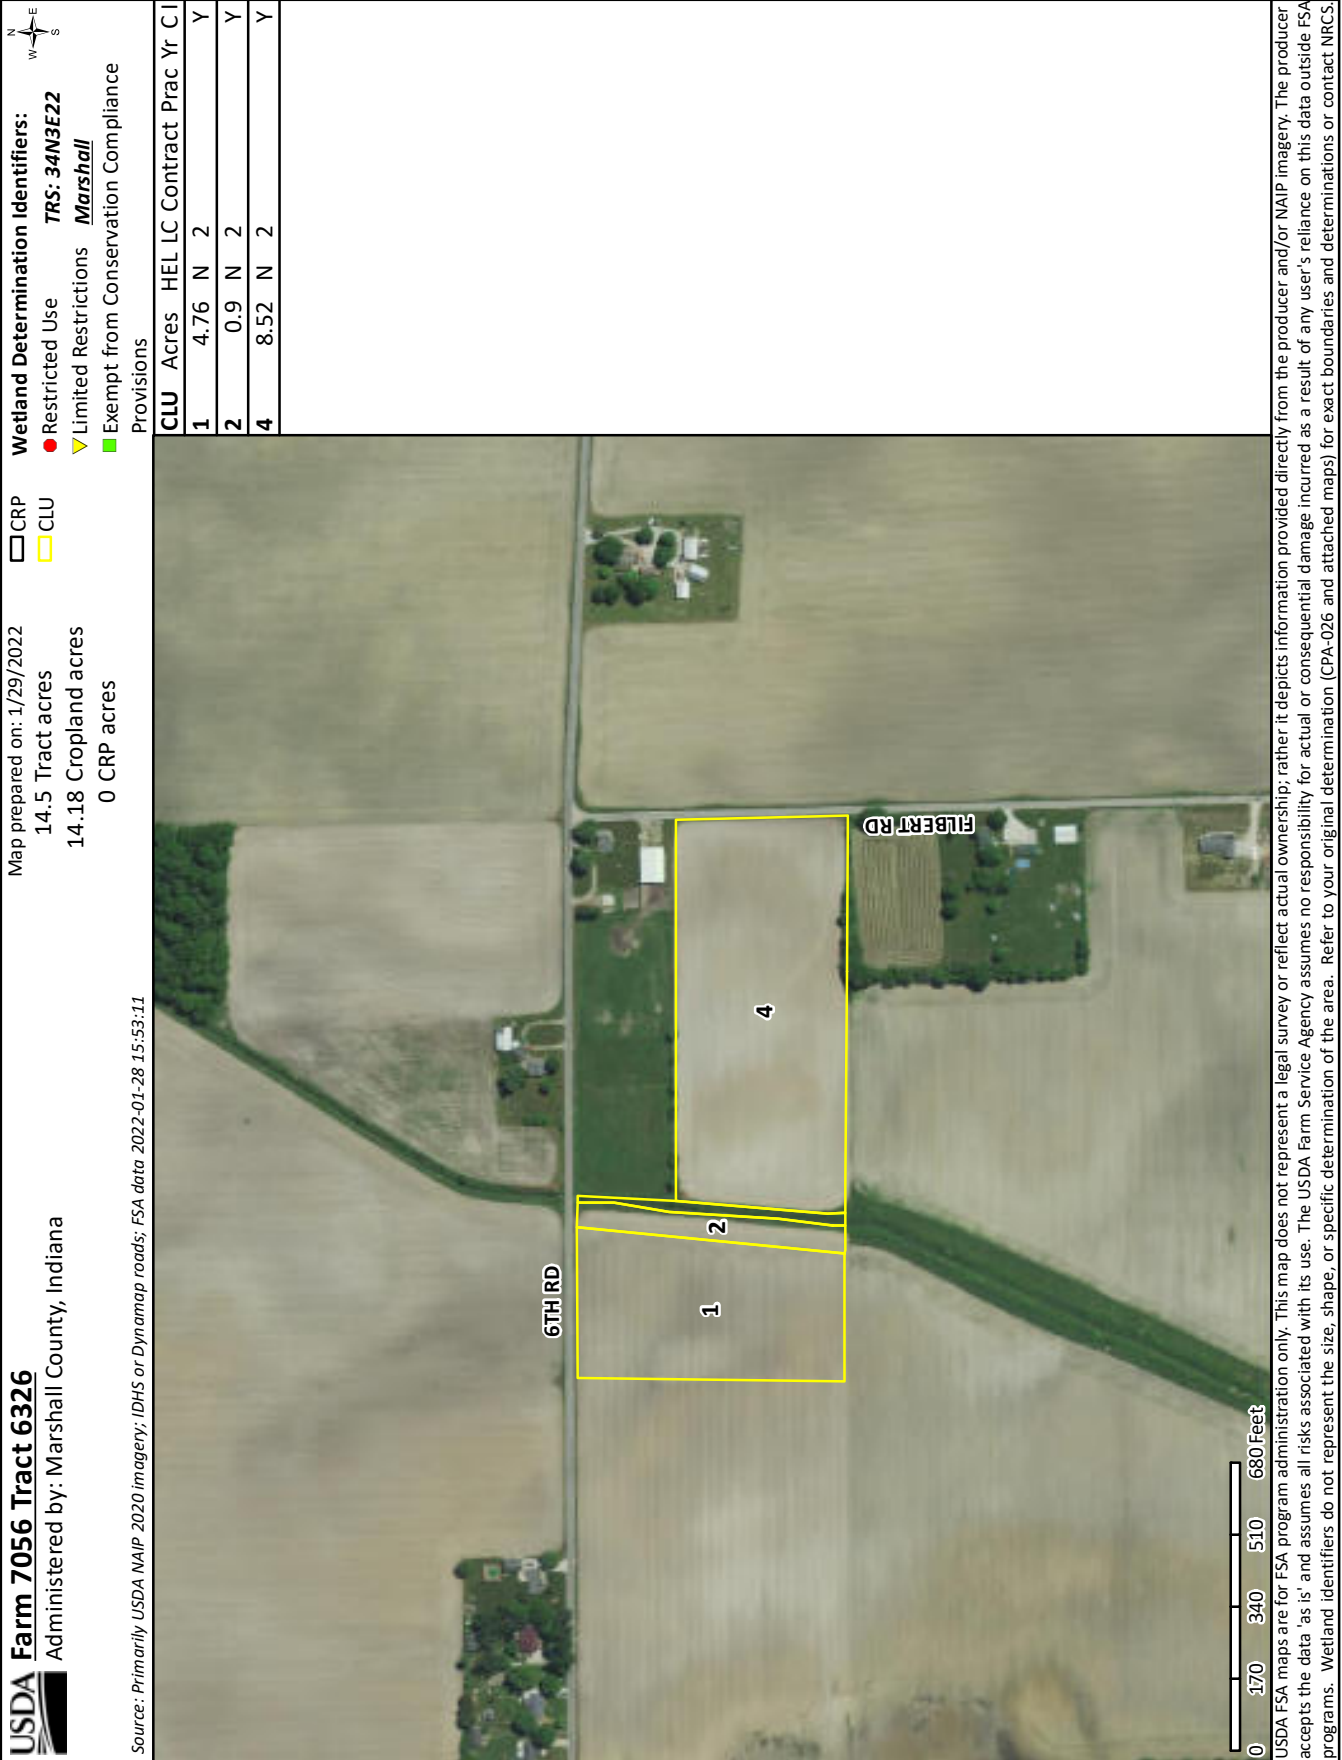 USDA Farm 7056 Tract 6326
Administered by: Marshall County, Indiana
Map prepared on: 1/29/2022
14.5 Tract acres
14.18 Cropland acres
0 CRP acres
CRP
CLU
Wetland Determination Identifiers:
Restricted Use
TRS: 34N3E22
Limited Restrictions
Marshall
Exempt from Conservation Compliance
Provisions
N
E
S
W
Source: Primarily USDA NAIP 2020 imagery; IDHS or Dynamap roads; FSA data 2022-01-28 15:53:11
CLU Acres HEL LC Contract Prac Yr C I
1 4.76 N 2 Y
2 0.9 N 2 Y
4 8.52 N 2 Y
6TH RD
FILBERT RD
1
2
4
0 170 340 510 680 Feet
USDA FSA maps are for FSA program administration only. This map does not represent a legal survey or reflect actual ownership; rather it depicts information provided directly from the producer and/or NAIP imagery. The producer
accepts the data 'as is' and assumes all risks associated with its use. The USDA Farm Service Agency assumes no responsibility for actual or consequential damage incurred as a result of any user's reliance on this data outside FSA
programs. Wetland identifiers do not represent the size, shape, or specific determination of the area. Refer to your original determination (CPA-026 and attached maps) for exact boundaries and determinations or contact NRCS.